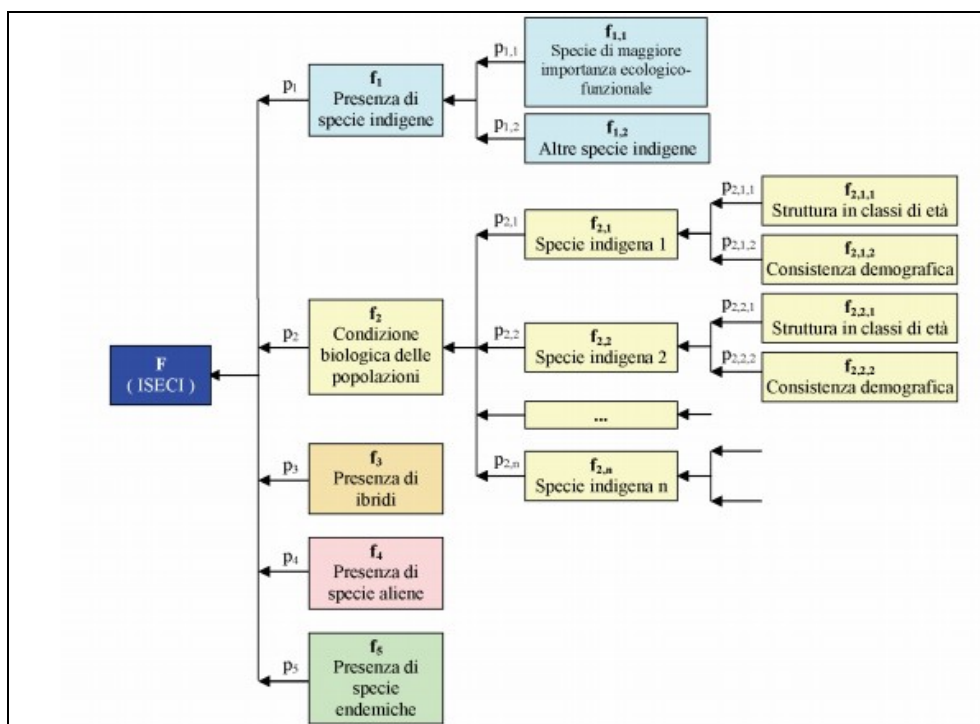 F
( ISECI )
p1
f1
Presenza di
specie indigene
p1,1
f1,1
Specie di maggiore
importanza ecologico-
funzionale
p1,2
f1,2
Altre specie indigene
p2
f2
Condizione
biologica delle
popolazioni
p2,1
f2,1
Specie indigena 1
p2,1,1
f2,1,1
Struttura in classi di età
p2,1,2
f2,1,2
Consistenza demografica
p2,2
f2,2
Specie indigena 2
p2,2,1
f2,2,1
Struttura in classi di età
p2,2,2
f2,2,2
Consistenza demografica
...
p2,n
f2,n
Specie indigena n
p3
f3
Presenza di
ibridi
p4
f4
Presenza di
specie aliene
p5
f5
Presenza di
specie
endemiche